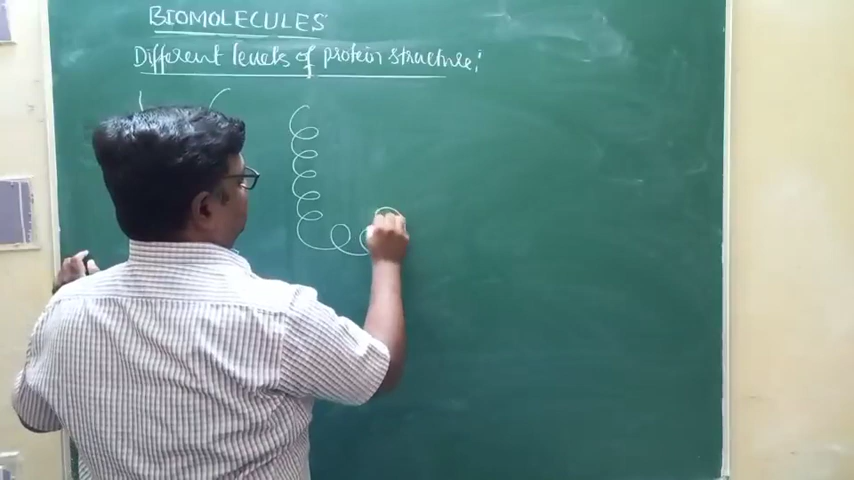 BIOMOLECULES
Different levels of protein structure;